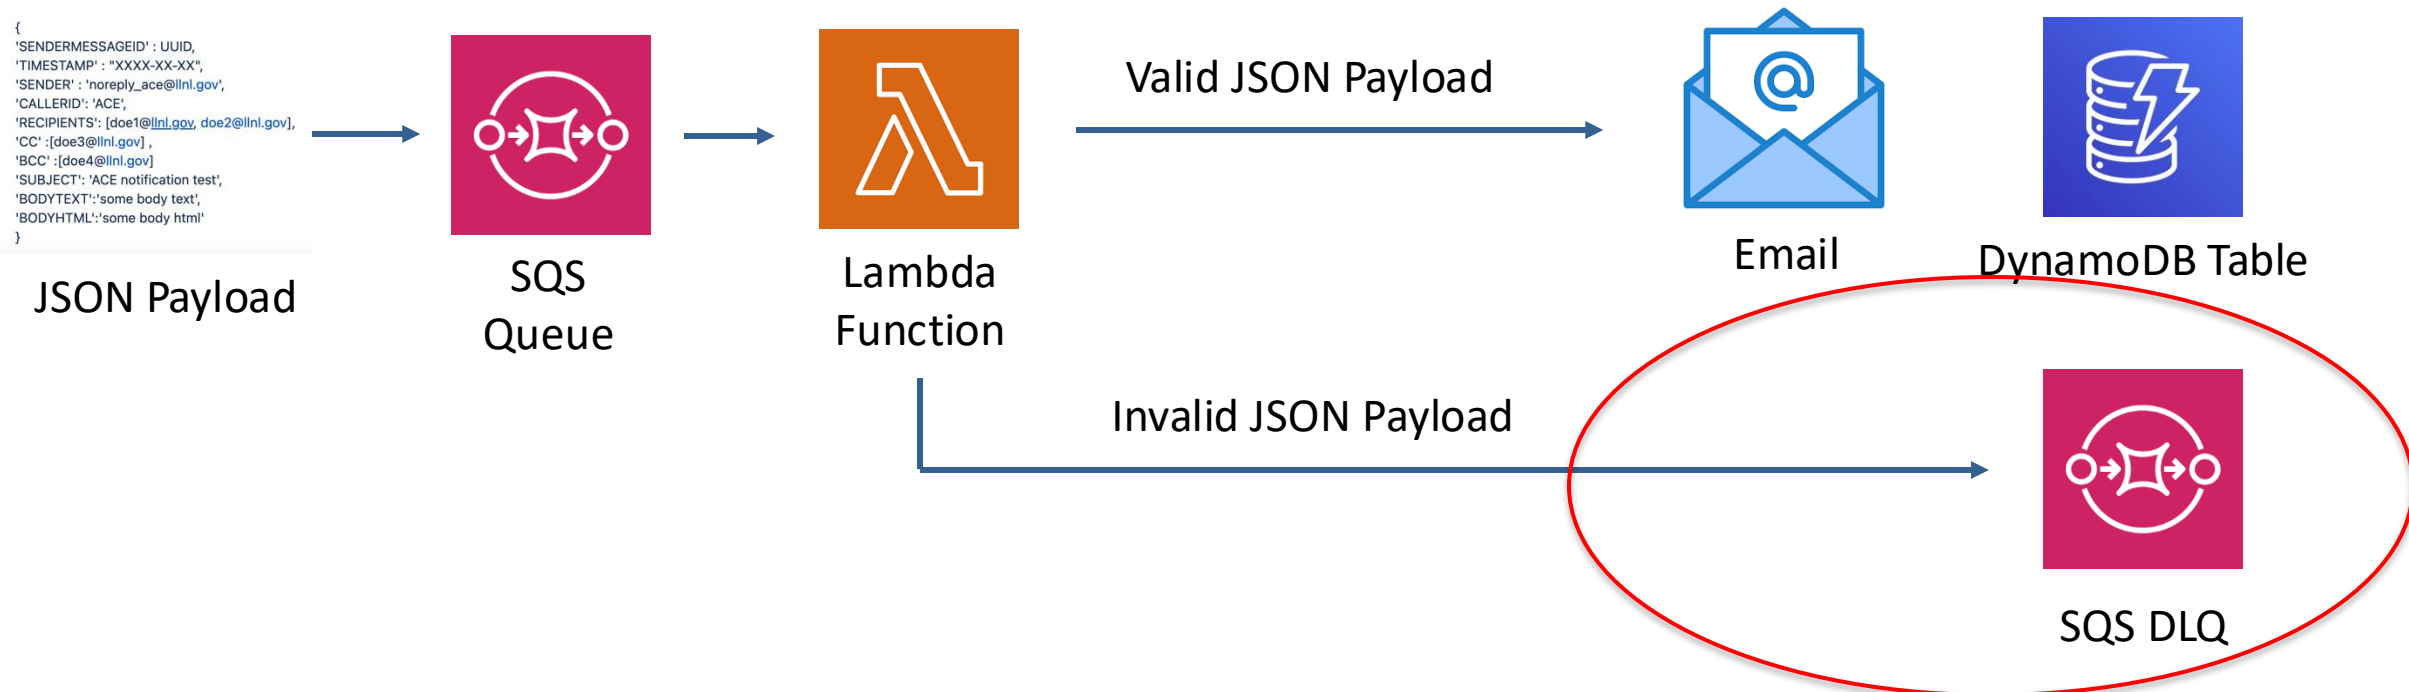 {
'SENDERMESSAGEID' : UUID,
'TIMESTAMP' : "XXXX-XX-XX",
'SENDER' : 'noreply_ace@llnl.gov',
'CALLERID': 'ACE',
'RECIPIENTS': [doe1@llnl.gov, doe2@llnl.gov],
'CC' :[doe3@llnl.gov] ,
'BCC' :[doe4@llnl.gov]
'SUBJECT': 'ACE notification test',
'BODYTEXT':'some body text',
'BODYHTML':'some body html'
}
JSON Payload
SQS
Queue
Lambda
Function
Valid JSON Payload
Email
DynamoDB Table
Invalid JSON Payload
SQS DLQ